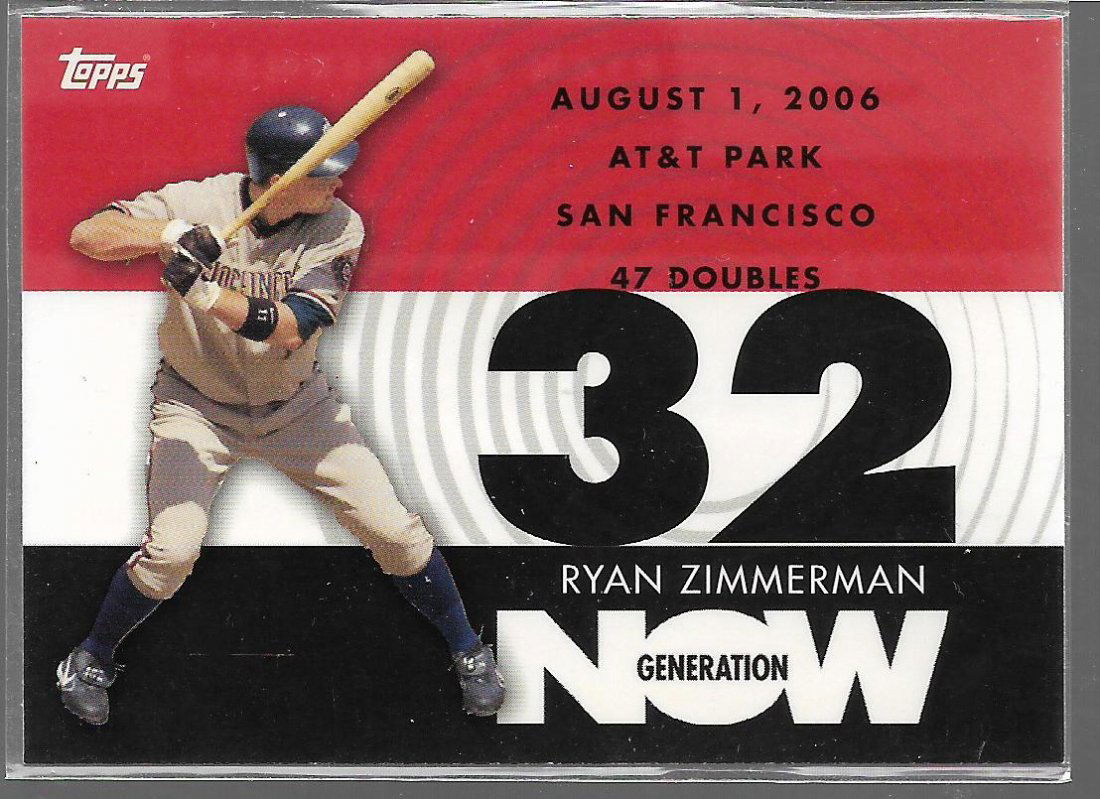 TOPPS
AUGUST 1, 2006
AT&T PARK
SAN FRANCISCO
47 DOUBLES
32
RYAN ZIMMERMAN
NOW
GENERATION